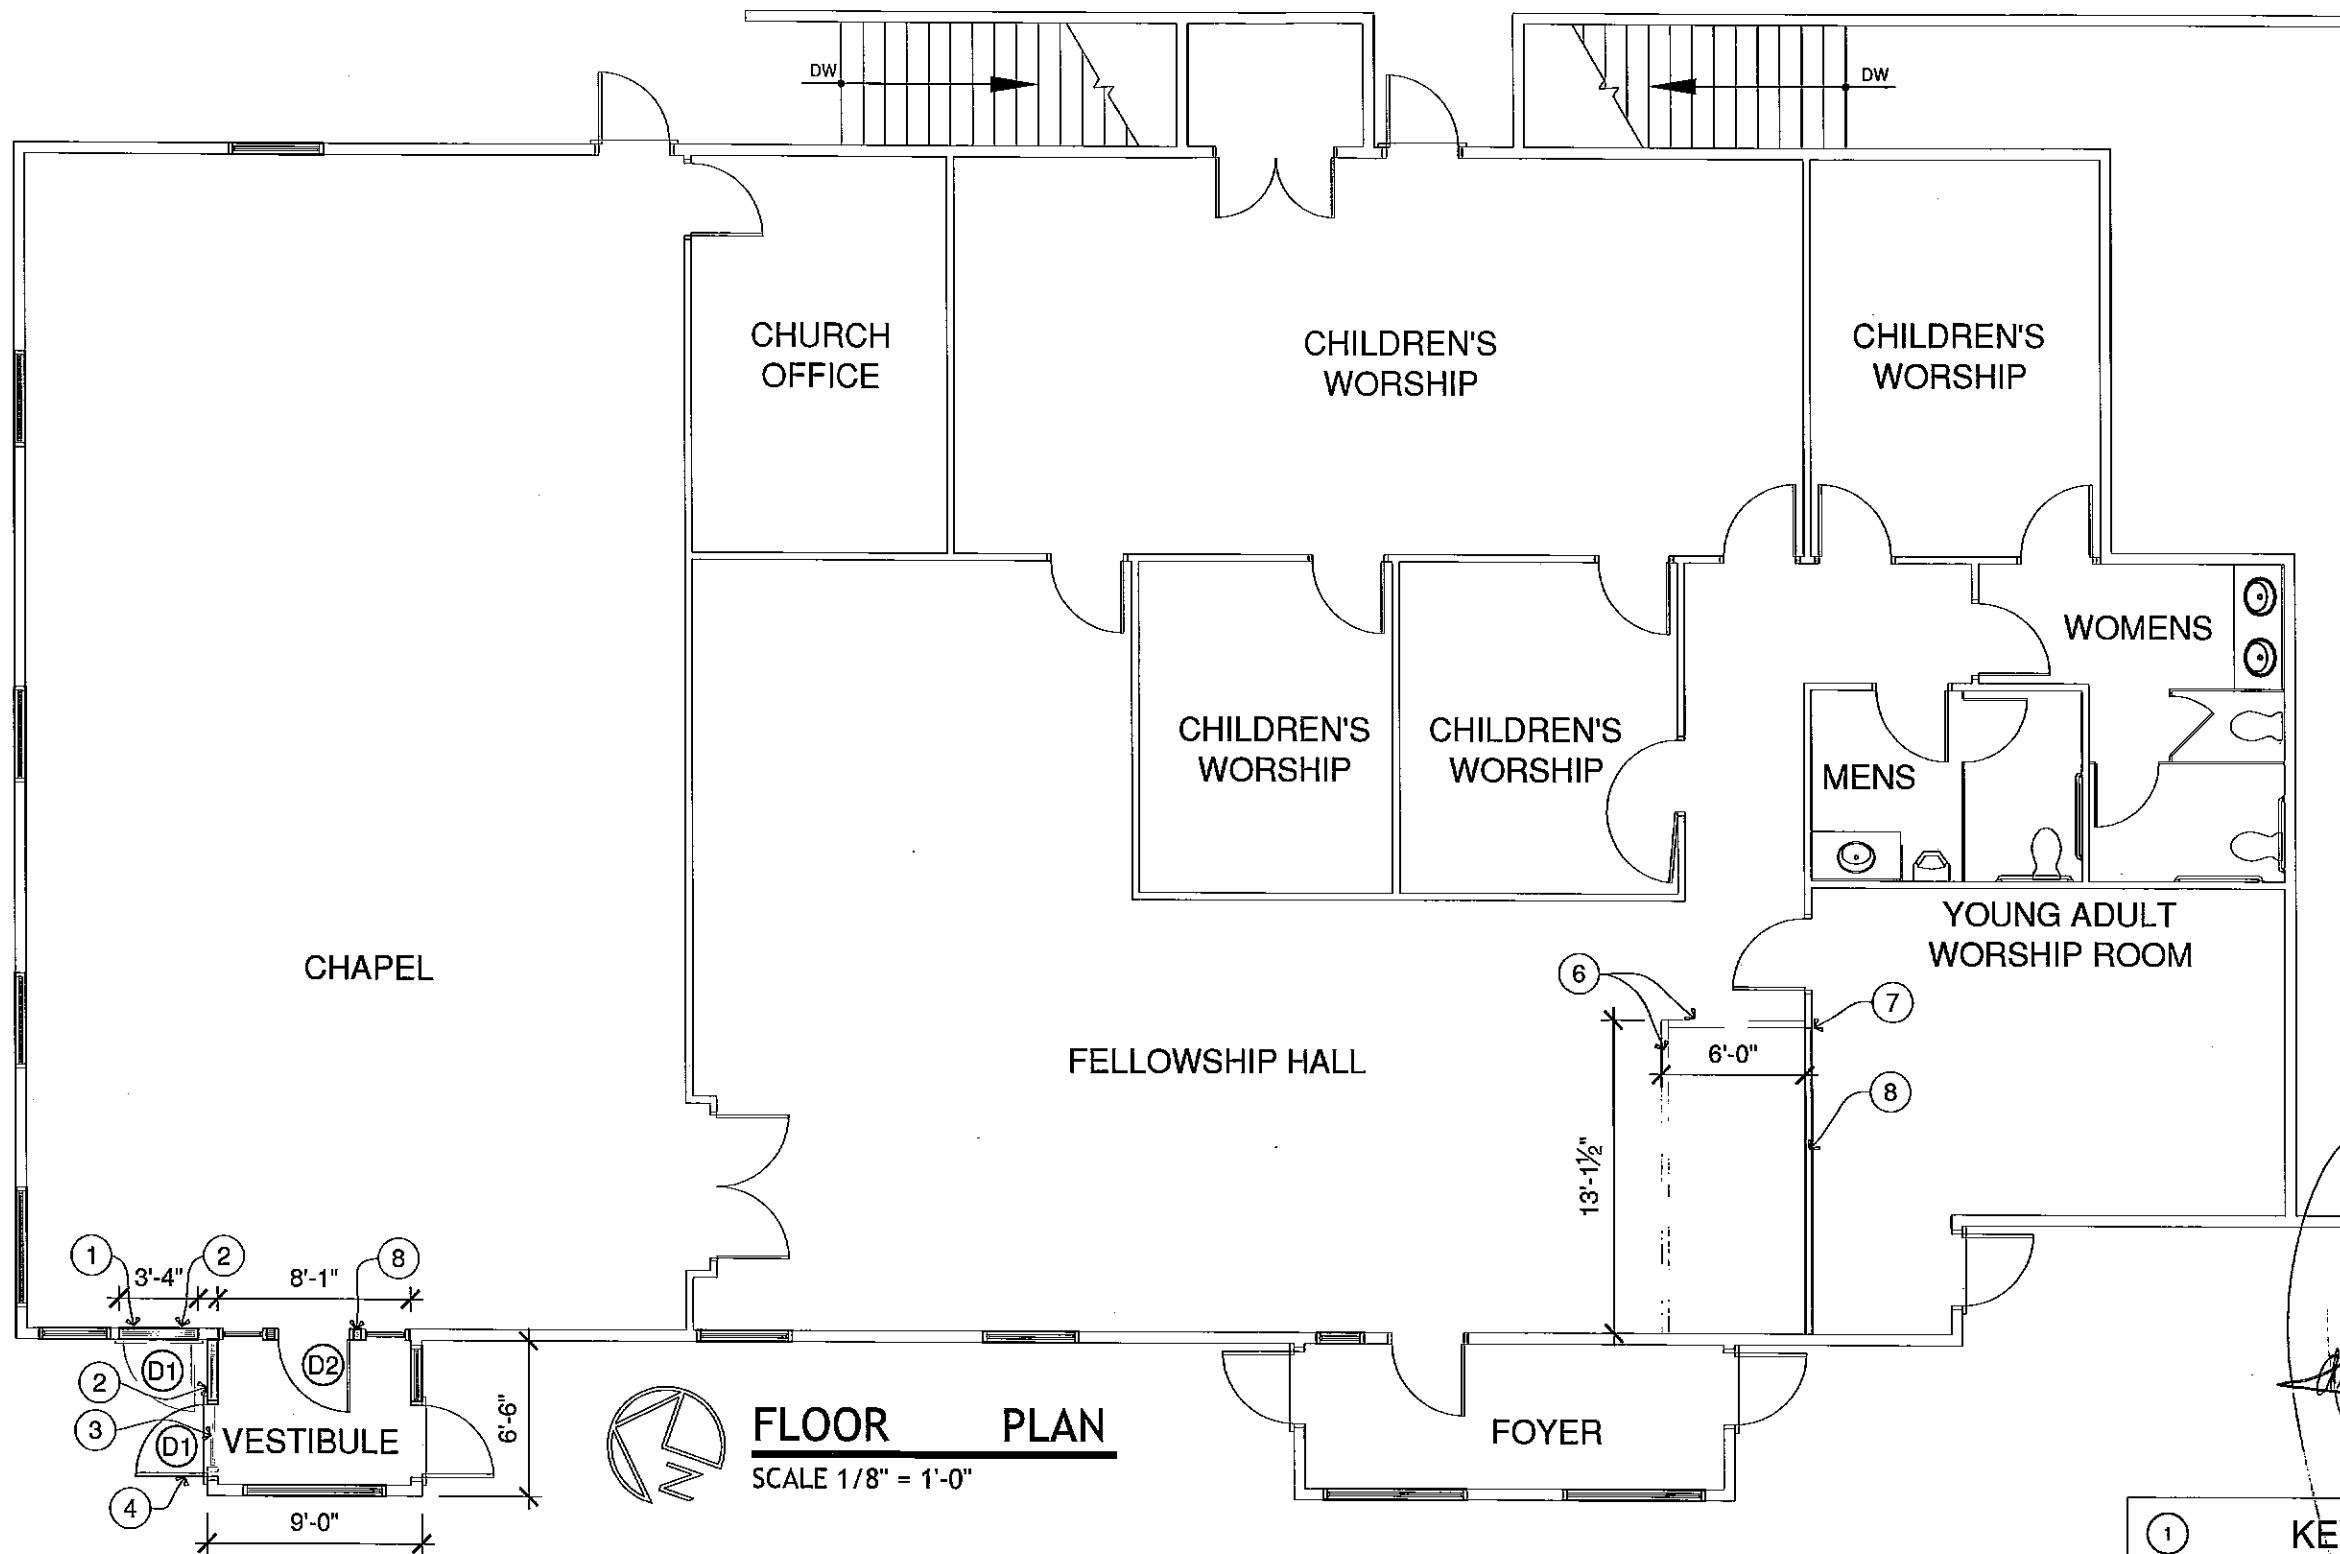 DW
DW
CHURCH
OFFICE
CHILDREN'S
WORSHIP
CHILDREN'S
WORSHIP
WOMENS
CHILDREN'S
WORSHIP
CHILDREN'S
WORSHIP
MENS
YOUNG ADULT
WORSHIP ROOM
CHAPEL
FELLOWSHIP HALL
6
7
6'-0"
8
13'-1½"
1
3'-4"
2
8'-1"
8
D1
D2
2
3
D1
VESTIBULE
6'-6"
4
9'-0"
FLOOR PLAN
SCALE 1/8" = 1'-0"
FOYER
1